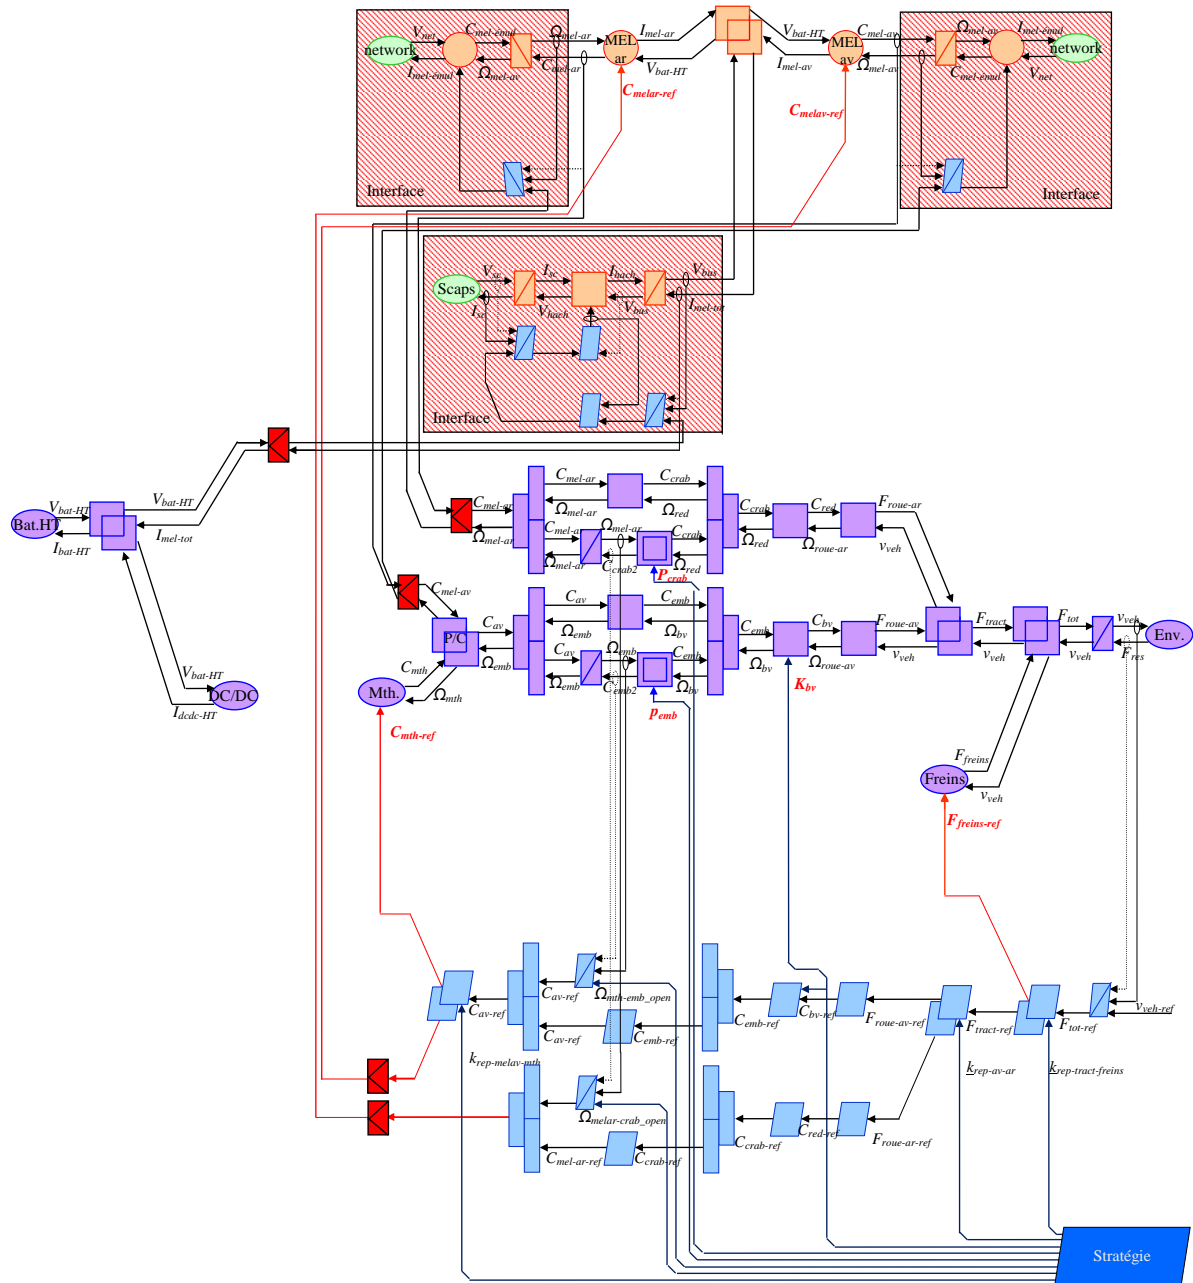 network
V_net
I_mel-émul
C_mel-émul
Ω_mel-av
Ω_mel-ar
C_mel-ar
MEL
ar
I_mel-ar
V_bat-HT
C_melar-ref
Interface
V_bat-HT
I_mel-av
MEL
av
C_mel-av
Ω_mel-av
C_melav-ref
Ω_mel-ab
C_mel-émul
I_mel-émul
V_net
network
Interface
Scaps
V_sc
I_sc
I_sc
V_hach
I_hach
V_bus
V_bus
I_mel-tot
Interface
Bat.HT
V_bat-HT
I_bat-HT
V_bat-HT
I_mel-tot
V_bat-HT
I_dcdc-HT
DC/DC
C_mel-ar
Ω_mel-ar
C_mel-ar
Ω_mel-ar
C_crab
Ω_red
C_mel-ar
Ω_mel-ar
Ω_mel-ar
C_crab2
C_crab
Ω_red
P_crab
C_crab
Ω_red
C_red
Ω_roue-ar
F_roue-ar
v_veh
C_mel-av
P/C
C_mth
Ω_mth
Mth.
C_mth-ref
C_av
Ω_emb
C_av
Ω_emb
C_emb
Ω_bv
C_av
Ω_emb
Ω_emb
C_emb2
C_emb
Ω_bv
p_emb
C_emb
Ω_bv
K_bv
C_bv
Ω_roue-av
F_roue-av
v_veh
F_tract
v_veh
F_tot
v_veh
v_veh
F_res
Env.
F_freins
v_veh
Freins
F_freins-ref
C_av-ref
C_av-ref
Ω_mth-emb_open
C_av-ref
C_emb-ref
C_emb-ref
C_bv-ref
F_roue-av-ref
F_tract-ref
F_tot-ref
v_veh-ref
k_rep-melav-mth
k_rep-av-ar
k_rep-tract-freins
Ω_melar-crab_open
C_mel-ar-ref
C_crab-ref
C_crab-ref
C_red-ref
F_roue-ar-ref
Stratégie